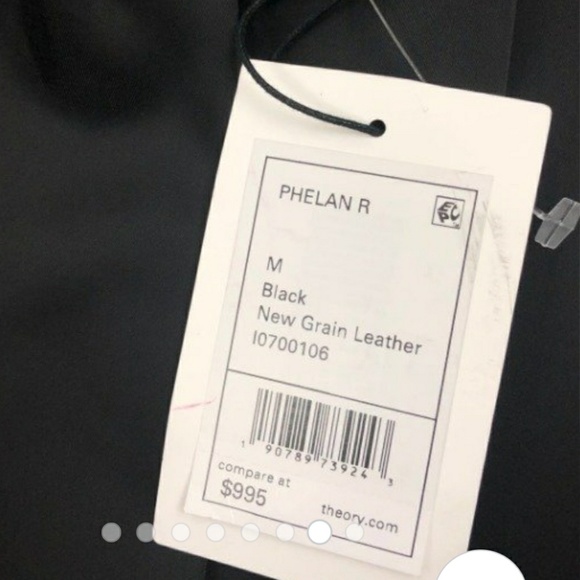 PHELAN R
M
Black
New Grain Leather
I0700106
1 90789 73924 3
compare at
$995
theory.com